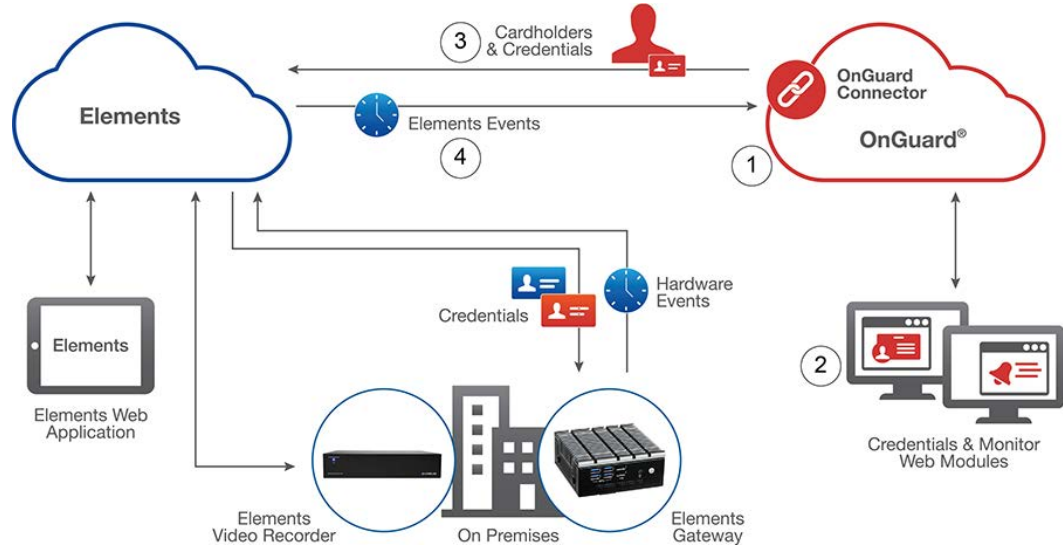 3
Cardholders
& Credentials
OnGuard
Connector
OnGuard®
1
Elements
Elements Events
4
Credentials
Hardware
Events
2
Elements
Elements Web
Application
Credentials & Monitor
Web Modules
Elements
Video Recorder
On Premises
Elements
Gateway